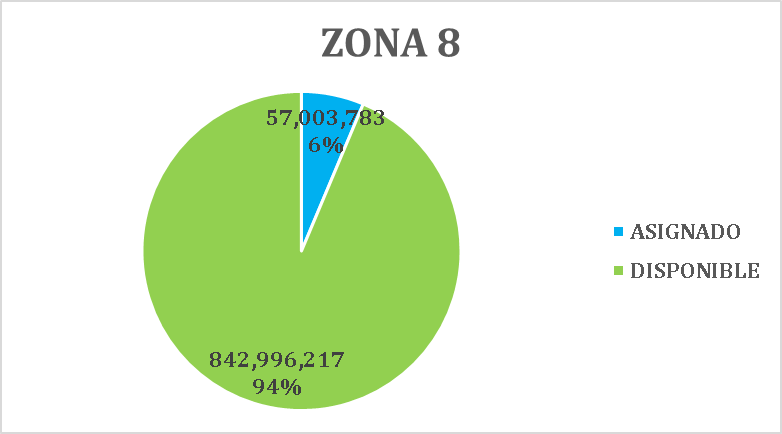 ZONA 8
57,003,783
6%
ASIGNADO
DISPONIBLE
842,996,217
94%